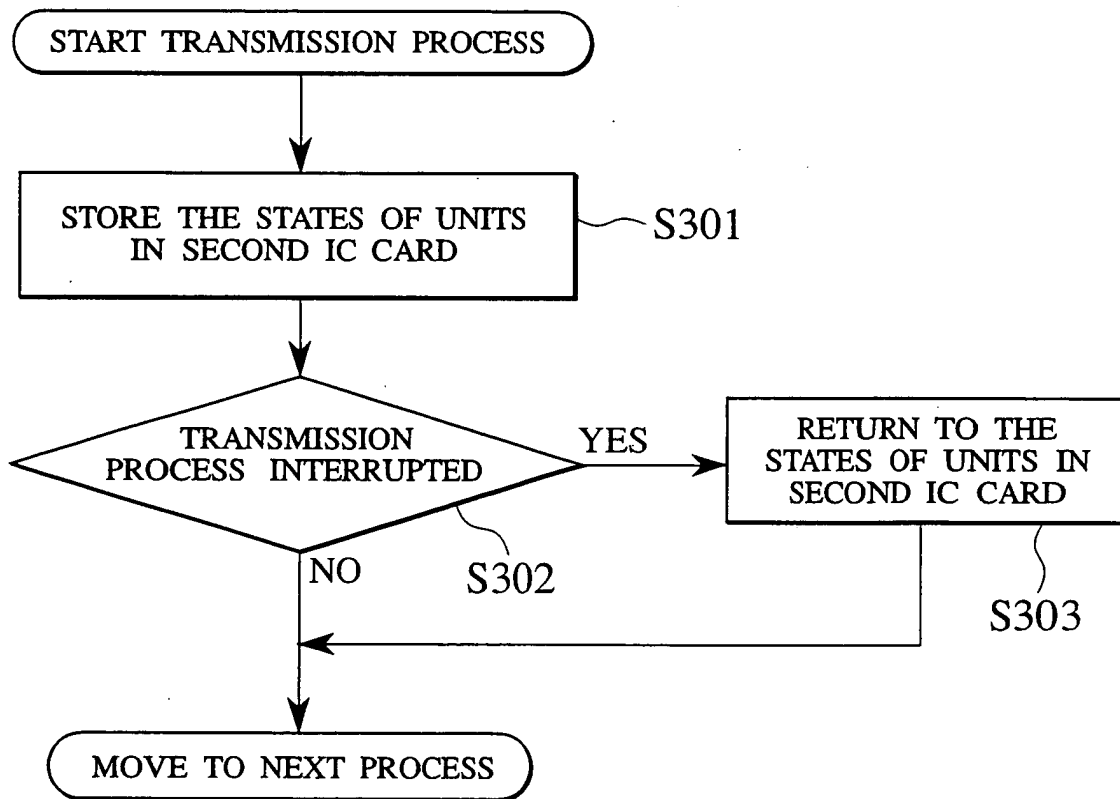 START TRANSMISSION PROCESS
STORE THE STATES OF UNITS
IN SECOND IC CARD
S301
TRANSMISSION
PROCESS INTERRUPTED
YES
RETURN TO THE
STATES OF UNITS IN
SECOND IC CARD
NO
S302
S303
MOVE TO NEXT PROCESS